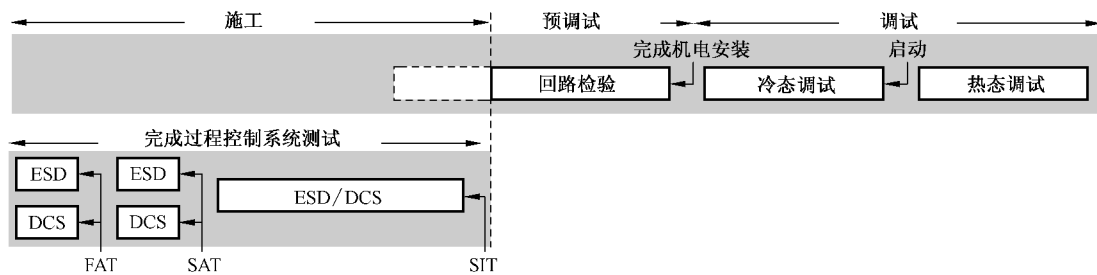 施工 预调试 调试
完成机电安装 启动
回路检验 冷态调试 热态调试
完成过程控制系统测试
ESD ESD
ESD/DCS
DCS DCS
FAT SAT SIT